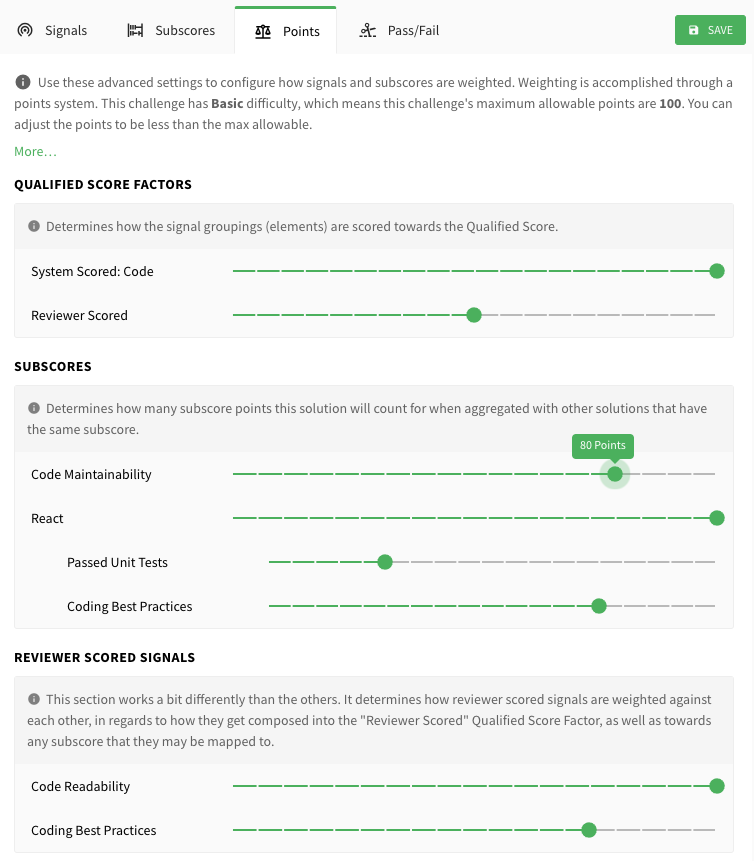 Signals
Subscores
Points
Pass/Fail
SAVE
Use these advanced settings to configure how signals and subscores are weighted. Weighting is accomplished through a
points system. This challenge has Basic difficulty, which means this challenge's maximum allowable points are 100. You can
adjust the points to be less than the max allowable.
More…
QUALIFIED SCORE FACTORS
Determines how the signal groupings (elements) are scored towards the Qualified Score.
System Scored: Code
Reviewer Scored
SUBSCORES
Determines how many subscore points this solution will count for when aggregated with other solutions that have
the same subscore.
80 Points
Code Maintainability
React
Passed Unit Tests
Coding Best Practices
REVIEWER SCORED SIGNALS
This section works a bit differently than the others. It determines how reviewer scored signals are weighted against
each other, in regards to how they get composed into the "Reviewer Scored" Qualified Score Factor, as well as towards
any subscore that they may be mapped to.
Code Readability
Coding Best Practices